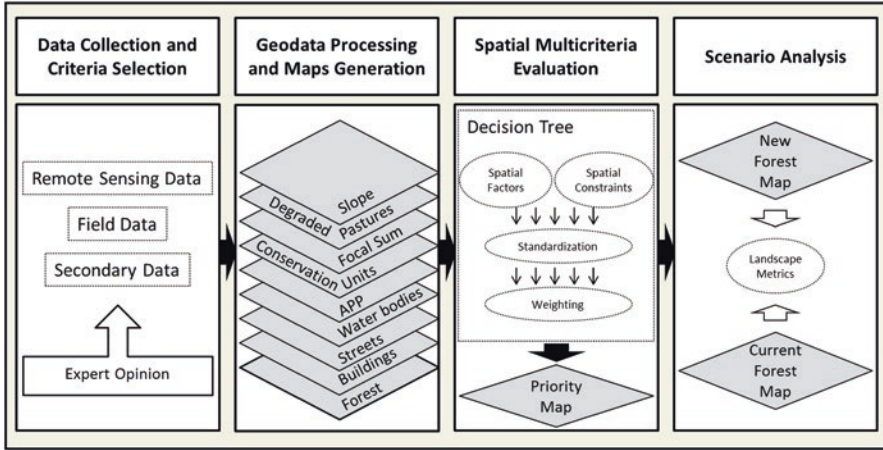 Data Collection and
Criteria Selection
Remote Sensing Data
Field Data
Secondary Data
Expert Opinion
Geodata Processing
and Maps Generation
Slope
Degraded Pastures
Focal Sum
Conservation Units
APP
Water bodies
Streets
Buildings
Forest
Spatial Multicriteria
Evaluation
Decision Tree
Spatial
Factors
Spatial
Constraints
Standardization
Weighting
Priority
Map
Scenario Analysis
New
Forest
Map
Landscape
Metrics
Current
Forest
Map